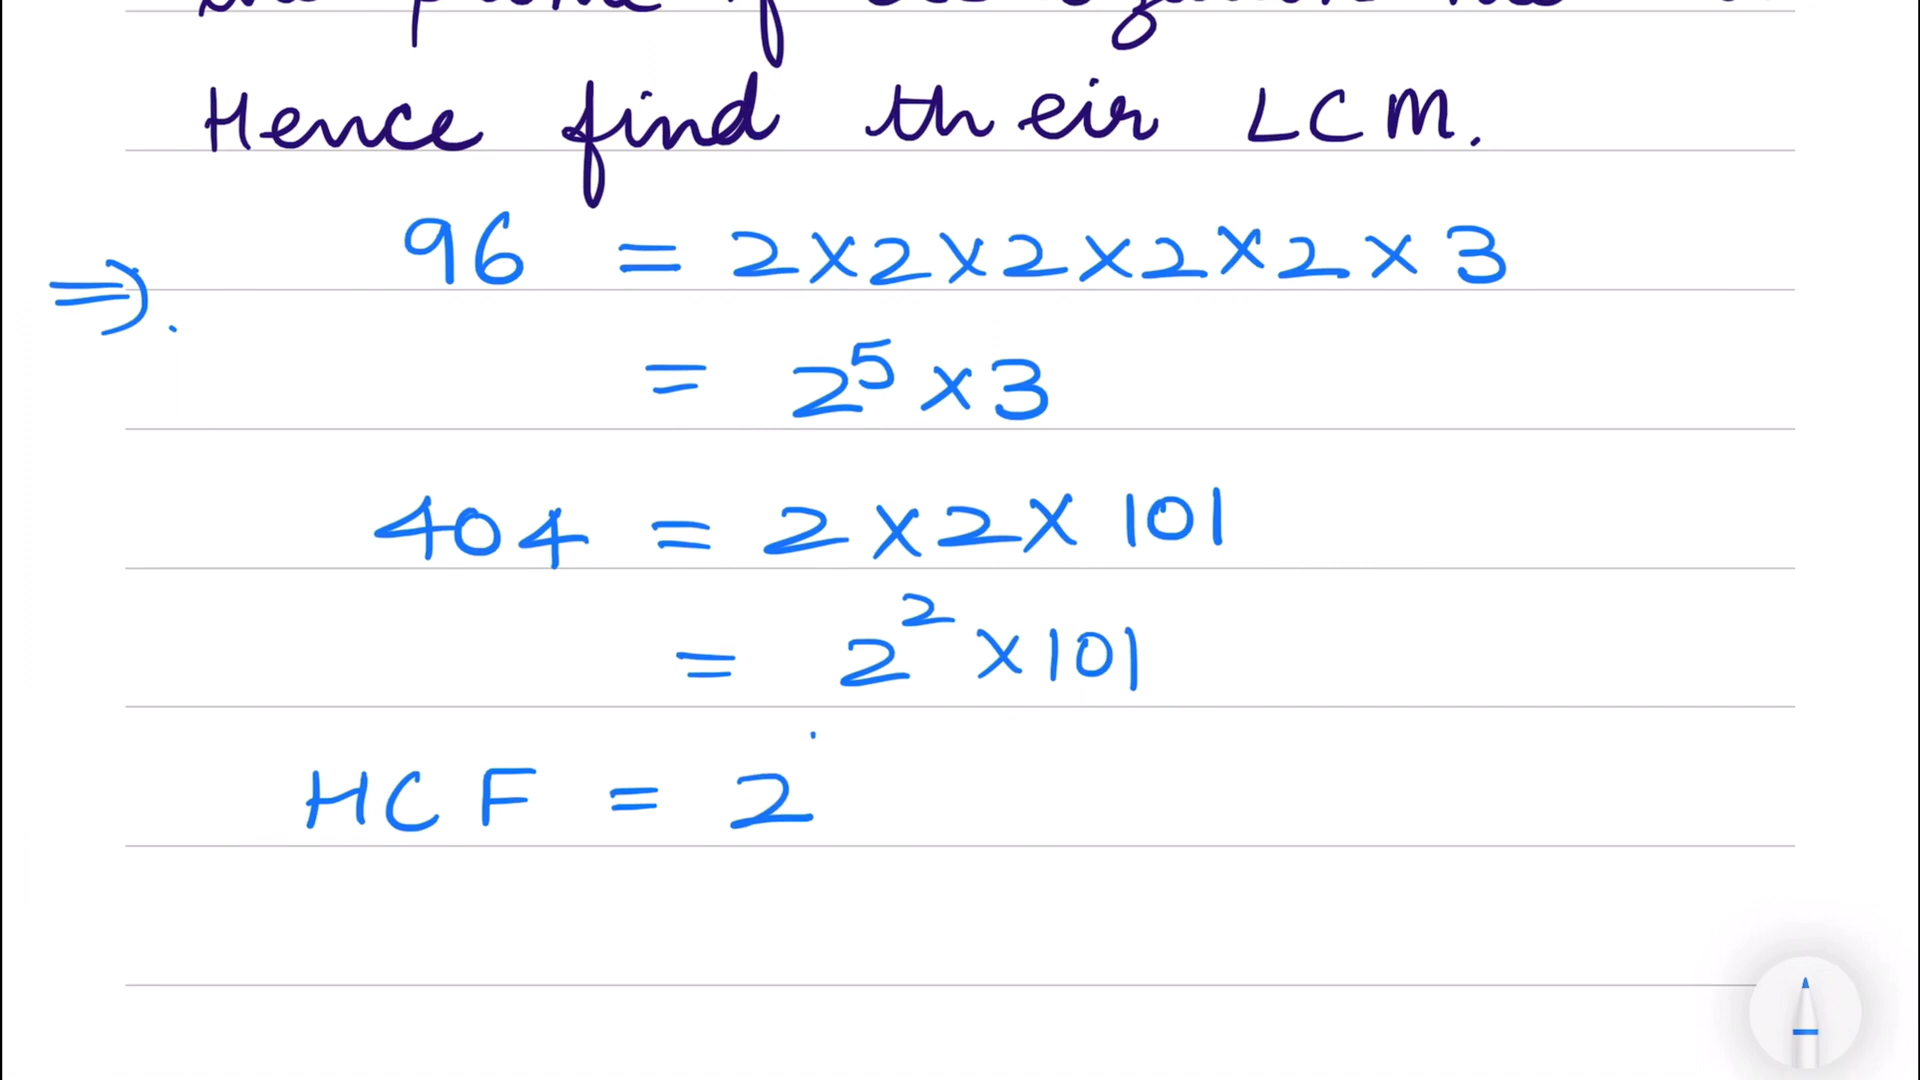 Hence find their LCM.
⇒. 96 = 2×2×2×2×2×3
= 2⁵×3
404 = 2×2×101
= 2²×101
HCF = 2